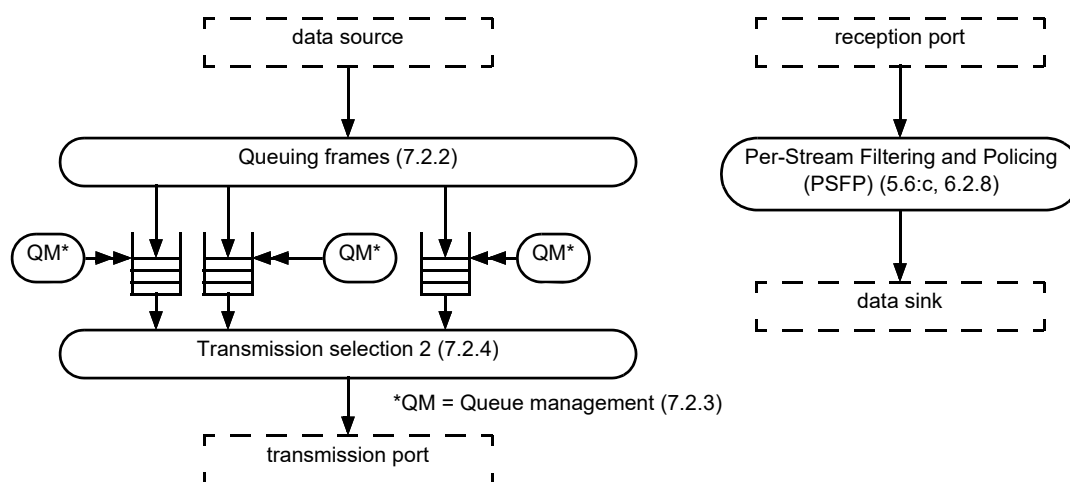 data source
reception port
Queuing frames (7.2.2)
Per-Stream Filtering and Policing
(PSFP) (5.6:c, 6.2.8)
QM*
QM*
QM*
data sink
Transmission selection 2 (7.2.4)
*QM = Queue management (7.2.3)
transmission port